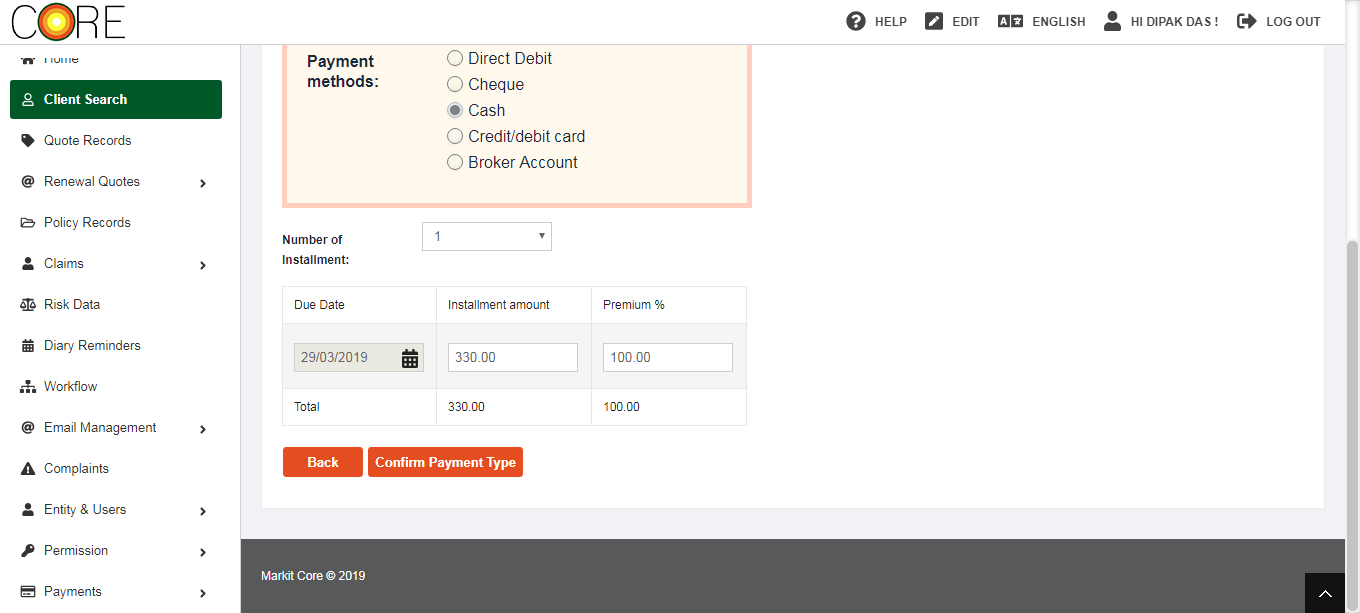 CORE
HELP
EDIT
ENGLISH
HI DIPAK DAS !
LOG OUT
Home
Client Search
Quote Records
Renewal Quotes
Policy Records
Claims
Risk Data
Diary Reminders
Workflow
Email Management
Complaints
Entity & Users
Permission
Payments
Payment
methods:
Direct Debit
Cheque
Cash
Credit/debit card
Broker Account
Number of
Installment:
1
Due Date Installment amount Premium %
29/03/2019 330.00 100.00
Total 330.00 100.00
Back Confirm Payment Type
Markit Core © 2019